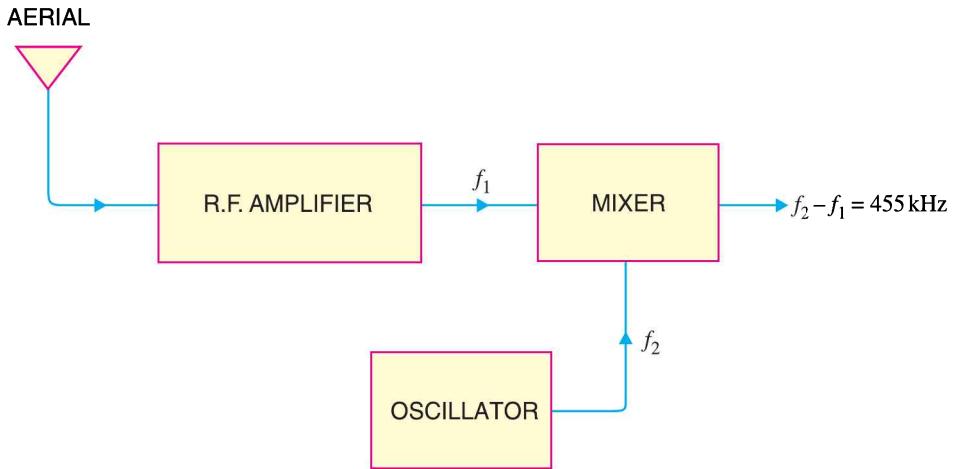 AERIAL
R.F. AMPLIFIER
f₁
MIXER
f₂ – f₁ = 455 kHz
f₂
OSCILLATOR